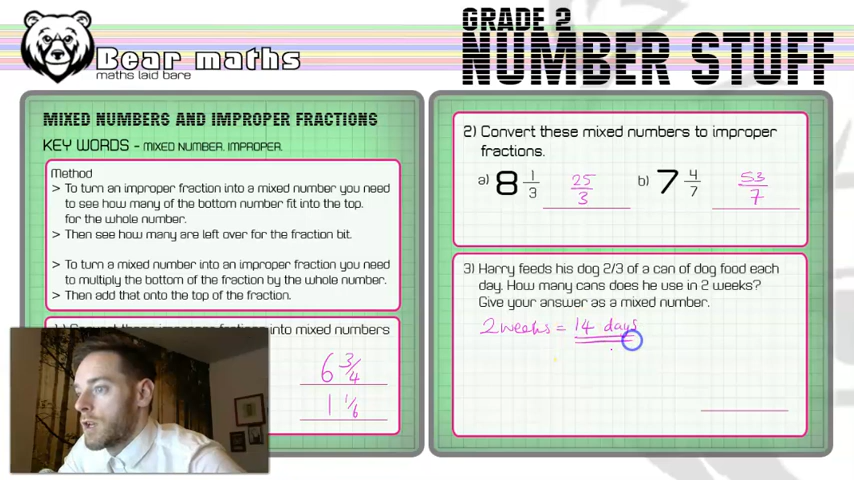 GRADE 2
NUMBER STUFF
Bear maths
maths laid bare
MIXED NUMBERS AND IMPROPER FRACTIONS
KEY WORDS - MIXED NUMBER. IMPROPER.
Method
> To turn an improper fraction into a mixed number you need
to see how many of the bottom number fit into the top.
for the whole number.
> Then see how many are left over for the fraction bit.
> To turn a mixed number into an improper fraction you need
to multiply the bottom of the fraction by the whole number.
> Then add that onto the top of the fraction.
into mixed numbers
6 3/4
1 1/6
2) Convert these mixed numbers to improper
fractions.
a) 8 1/3 25/3 b) 7 4/7 53/7
3) Harry feeds his dog 2/3 of a can of dog food each
day. How many cans does he use in 2 weeks?
Give your answer as a mixed number.
2 weeks = 14 days